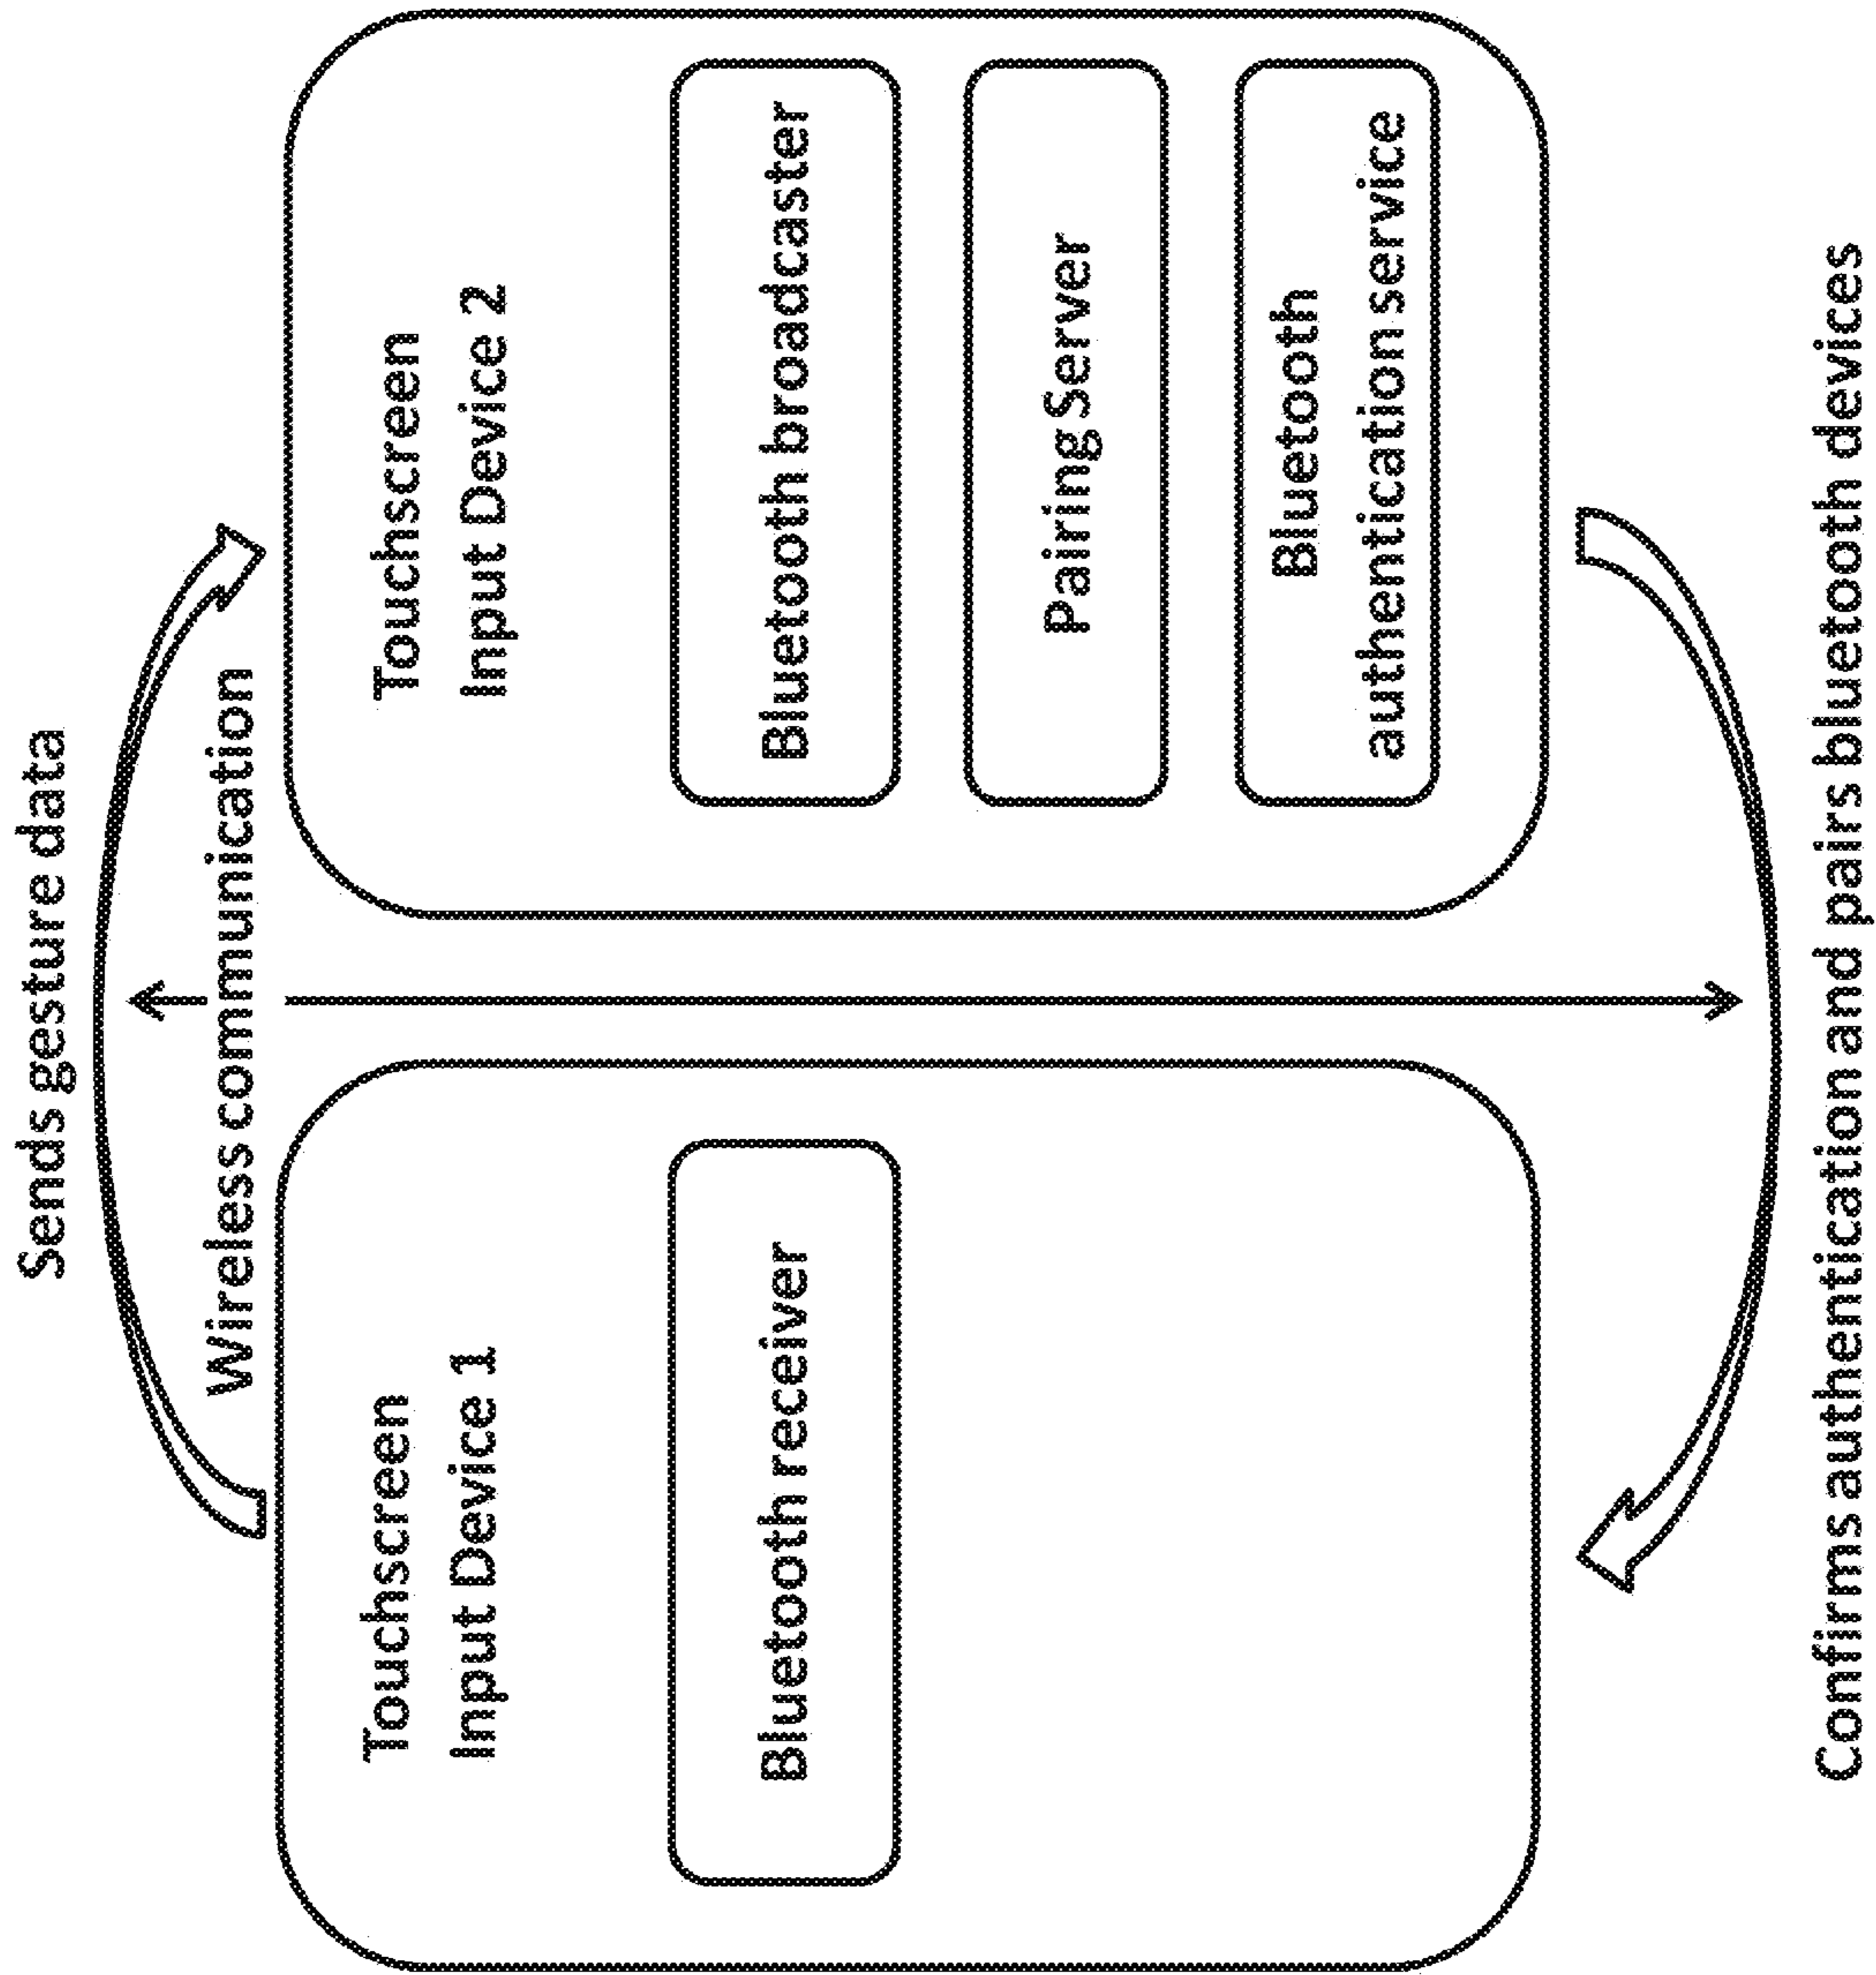 Sends gesture data
Wireless communication
Touchscreen
Input Device 1
Bluetooth receiver
Touchscreen
Input Device 2
Bluetooth broadcaster
Pairing Server
Bluetooth
authentication service
Confirms authentication and pairs bluetooth devices